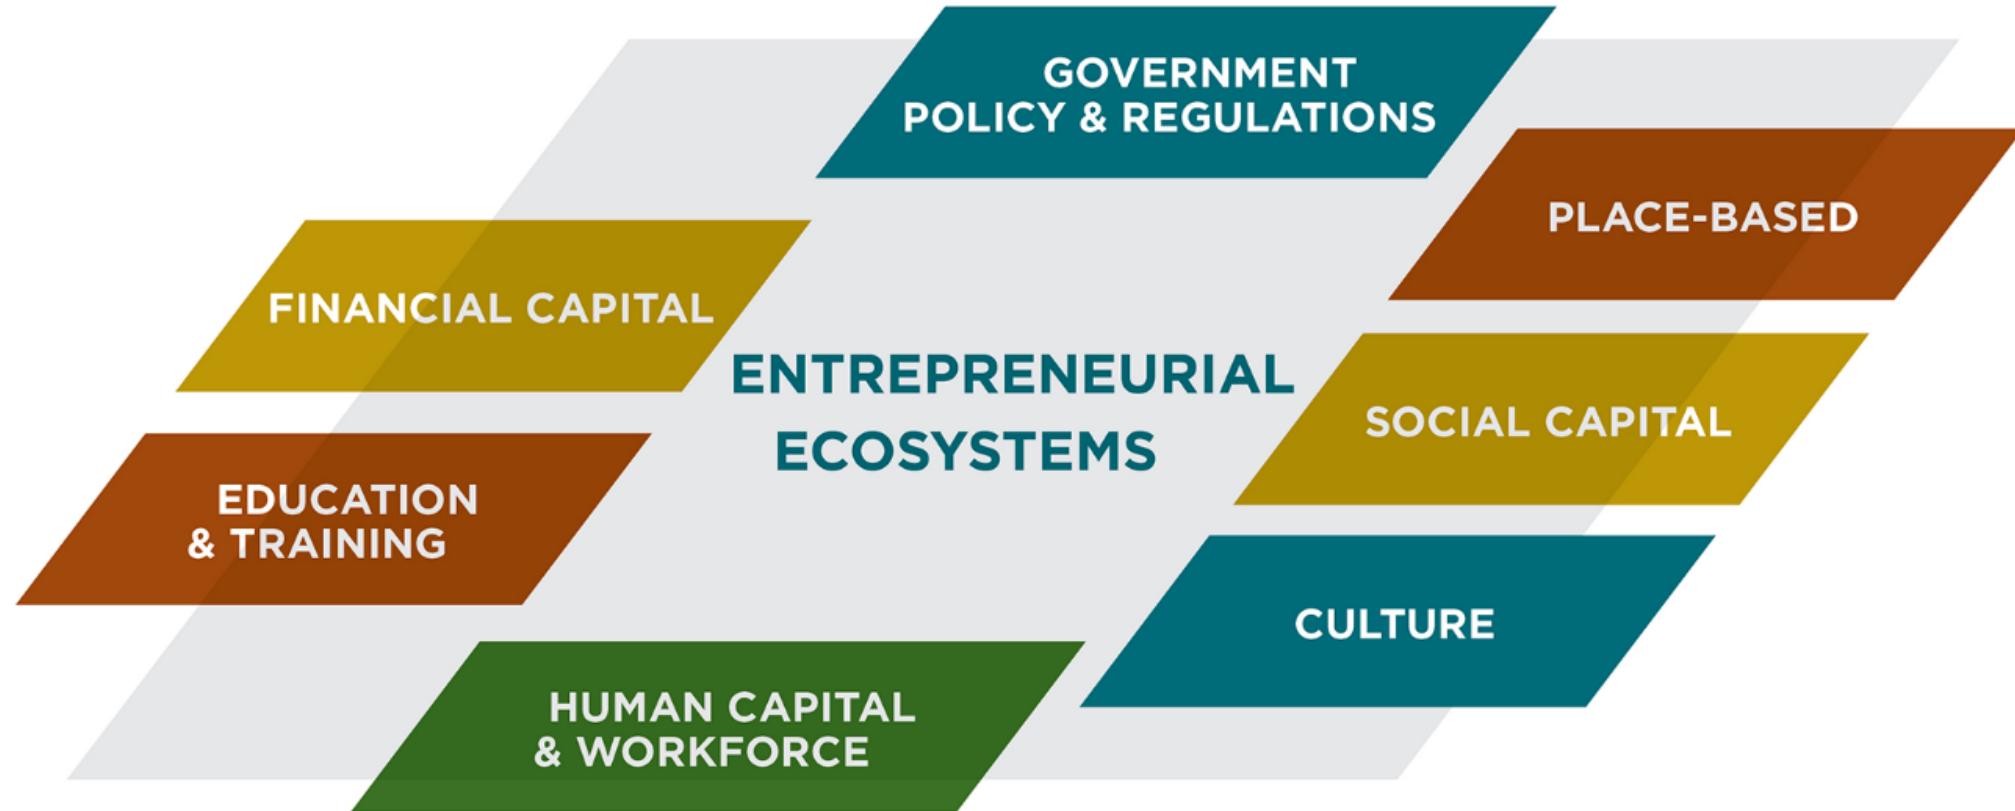 GOVERNMENT
POLICY & REGULATIONS
PLACE-BASED
FINANCIAL CAPITAL
ENTREPRENEURIAL
ECOSYSTEMS
SOCIAL CAPITAL
EDUCATION
& TRAINING
CULTURE
HUMAN CAPITAL
& WORKFORCE